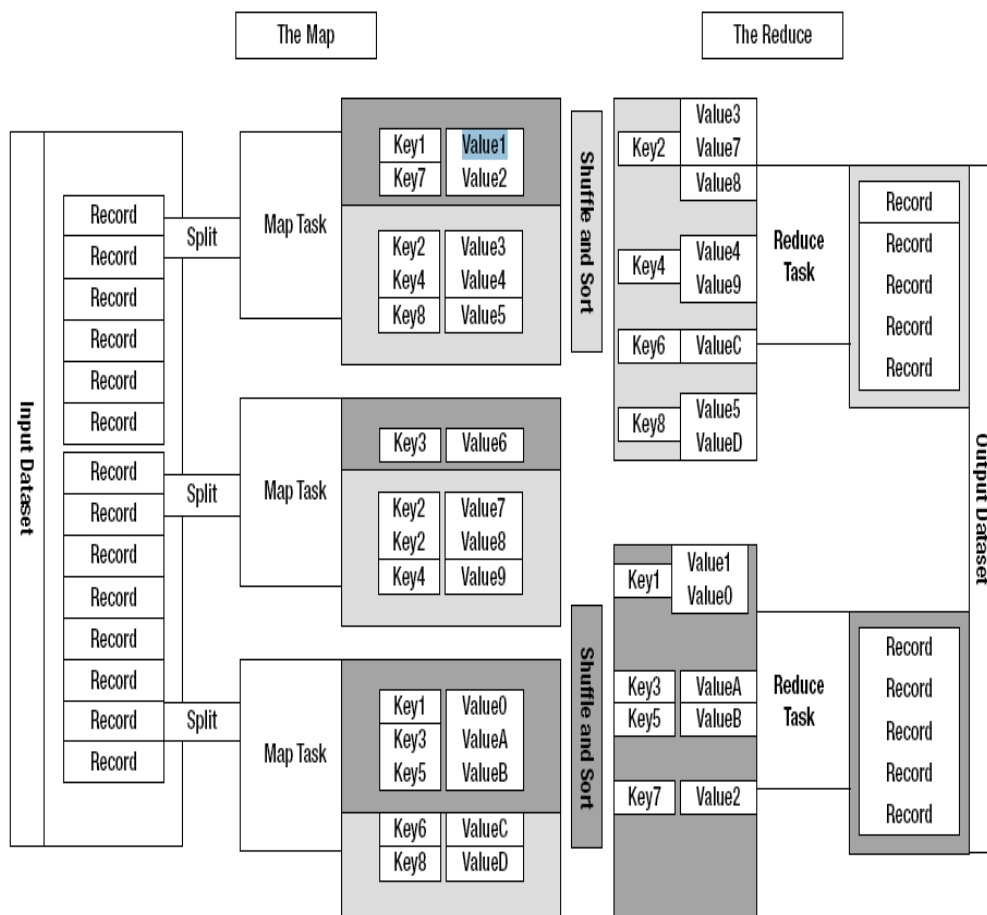 The Map
The Reduce
Input Dataset
Record
Record
Record
Record
Record
Record
Record
Record
Record
Record
Record
Record
Record
Record
Split
Split
Split
Map Task
Key1 Value1
Key7 Value2
Key2 Value3
Key4 Value4
Key8 Value5
Map Task
Key3 Value6
Key2 Value7
Key2 Value8
Key4 Value9
Map Task
Key1 Value0
Key3 ValueA
Key5 ValueB
Key6 ValueC
Key8 ValueD
Shuffle and Sort
Shuffle and Sort
Key2
Value3
Value7
Value8
Key4
Value4
Value9
Key6 ValueC
Key8
Value5
ValueD
Reduce
Task
Record
Record
Record
Record
Record
Key1
Value1
Value0
Key3 ValueA
Key5 ValueB
Key7 Value2
Reduce
Task
Record
Record
Record
Record
Record
Output Dataset